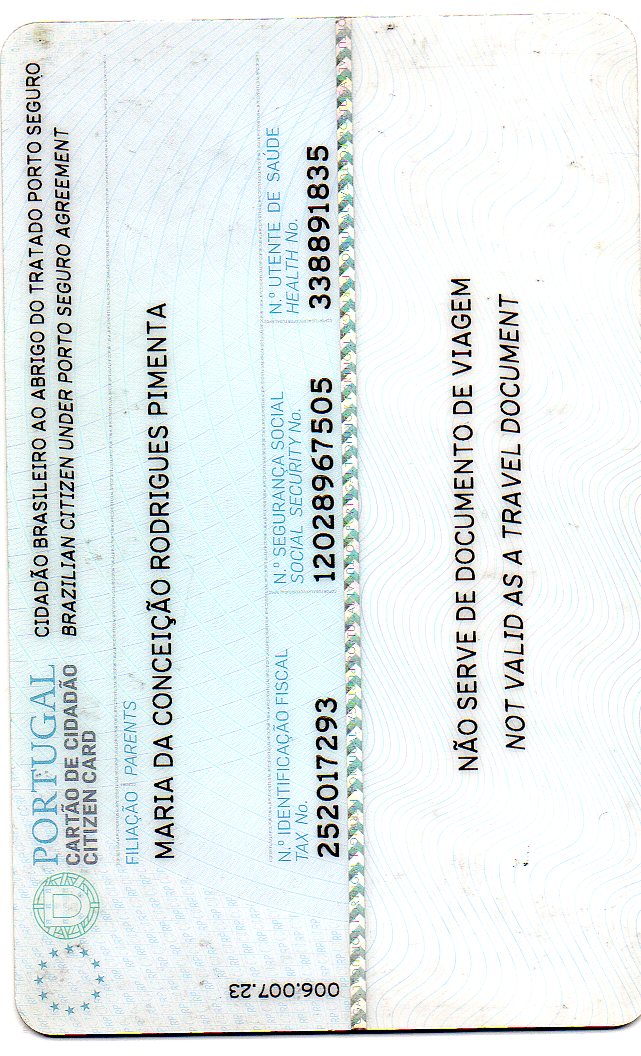 PORTUGAL
CARTÃO DE CIDADÃO
CITIZEN CARD
CIDADÃO BRASILEIRO AO ABRIGO DO TRATADO PORTO SEGURO
BRAZILIAN CITIZEN UNDER PORTO SEGURO AGREEMENT
FILIAÇÃO | PARENTS
MARIA DA CONCEIÇÃO RODRIGUES PIMENTA
N.º IDENTIFICAÇÃO FISCAL
TAX No.
252017293
N.º SEGURANÇA SOCIAL
SOCIAL SECURITY No.
12028967505
N.º UTENTE DE SAÚDE
HEALTH No.
338891835
006.007.23
NÃO SERVE DE DOCUMENTO DE VIAGEM
NOT VALID AS A TRAVEL DOCUMENT